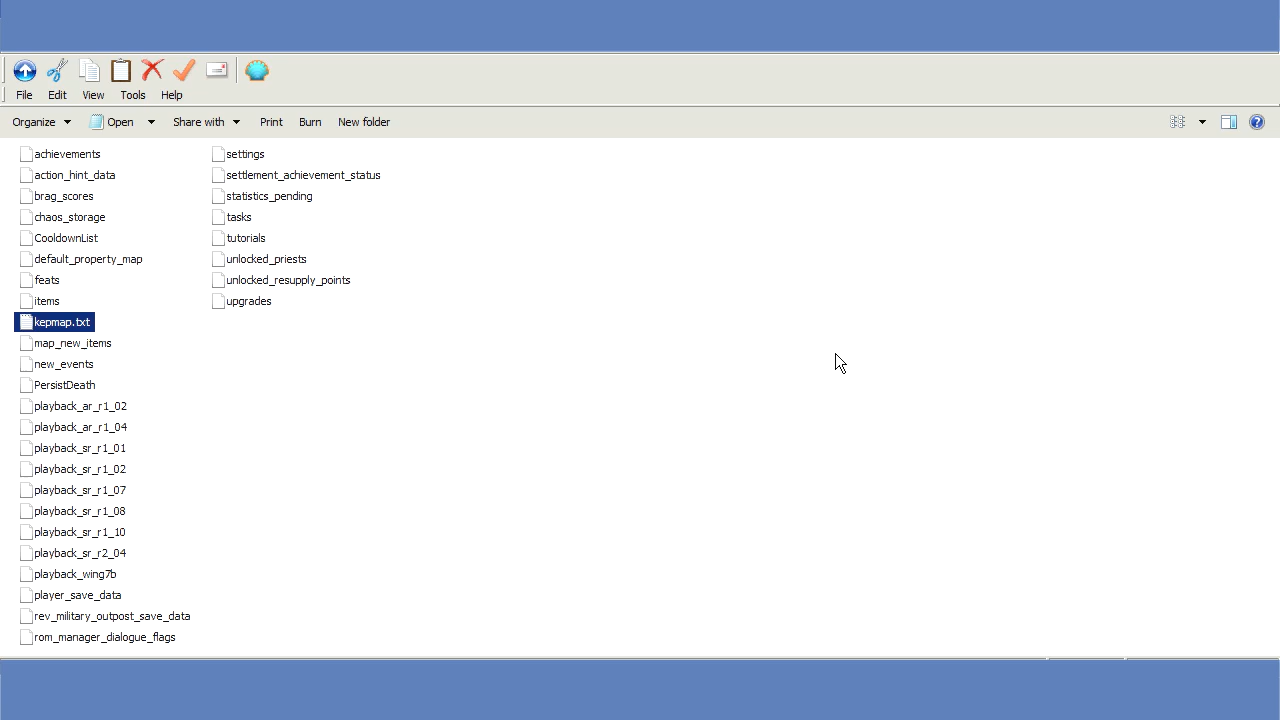 File Edit View Tools Help
Organize Open Share with Print Burn New folder
achievements
action_hint_data
brag_scores
chaos_storage
CooldownList
default_property_map
feats
items
kepmap.txt
map_new_items
new_events
PersistDeath
playback_ar_r1_02
playback_ar_r1_04
playback_sr_r1_01
playback_sr_r1_02
playback_sr_r1_07
playback_sr_r1_08
playback_sr_r1_10
playback_sr_r2_04
playback_wing7b
player_save_data
rev_military_outpost_save_data
rom_manager_dialogue_flags
settings
settlement_achievement_status
statistics_pending
tasks
tutorials
unlocked_priests
unlocked_resupply_points
upgrades